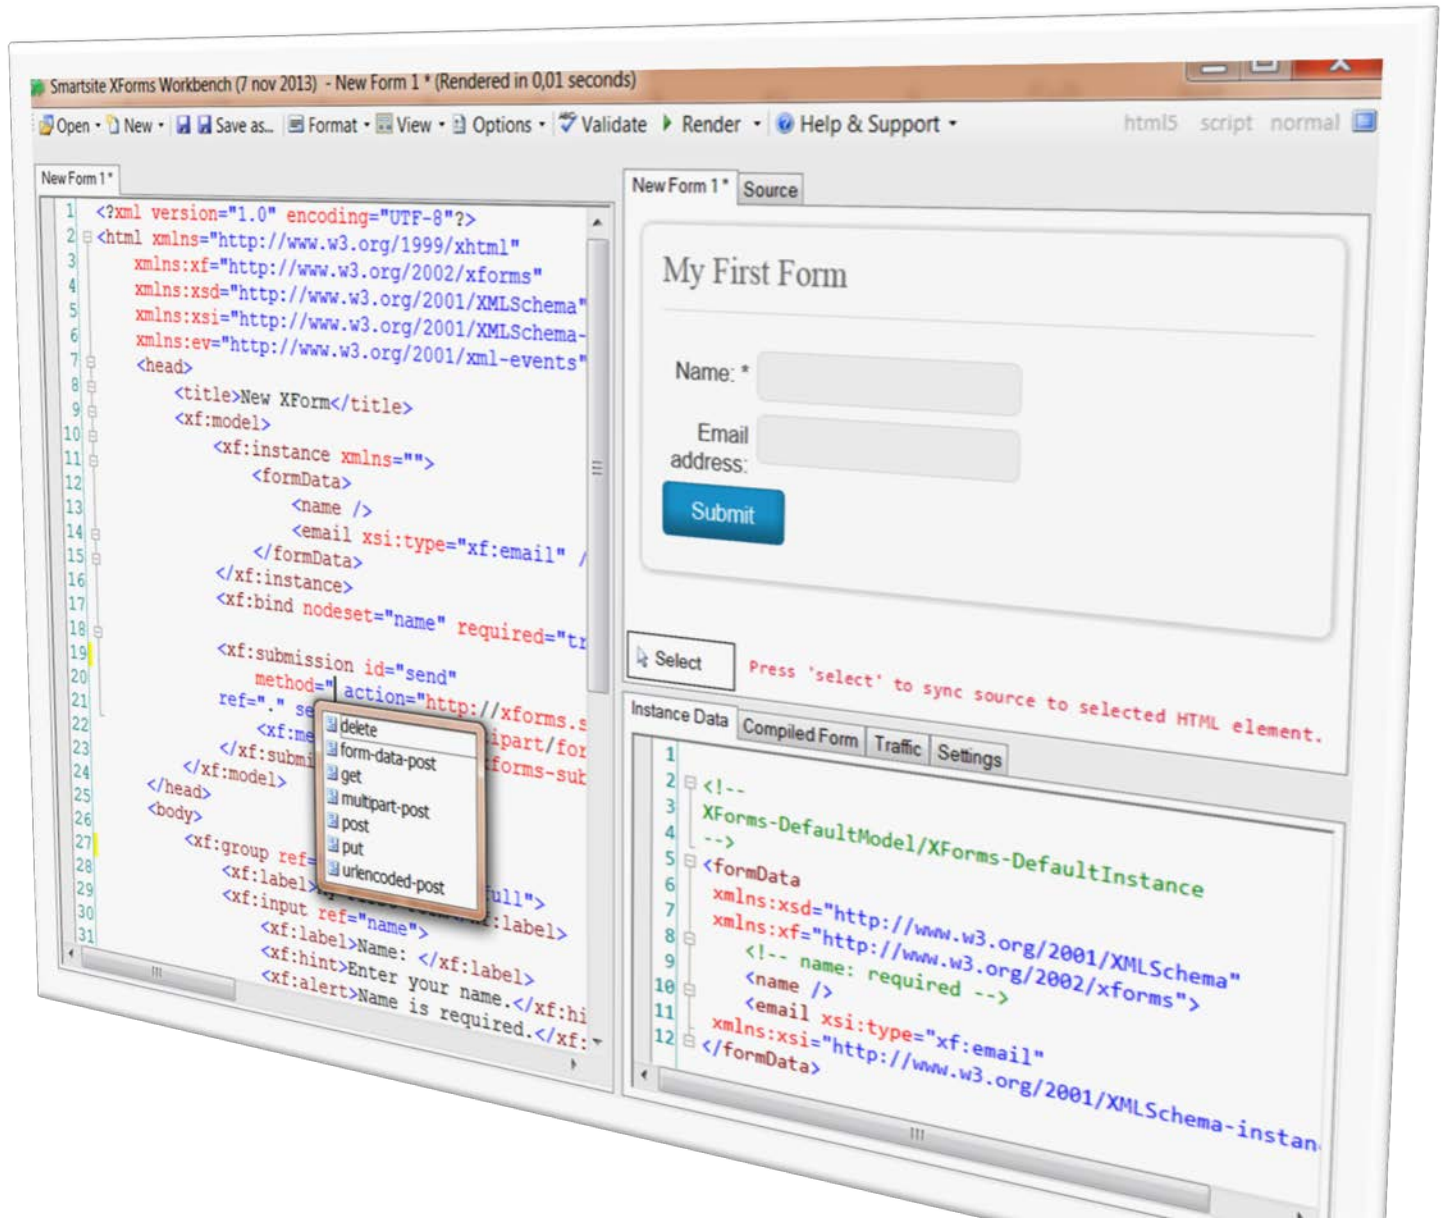 Smartsite XForms Workbench (7 nov 2013) - New Form 1 * (Rendered in 0,01 seconds)
Open New Save as... Format View Options Validate Render Help & Support html5 script normal
New Form 1*
1 <?xml version="1.0" encoding="UTF-8"?>
2 <html xmlns="http://www.w3.org/1999/xhtml"
3 xmlns:xf="http://www.w3.org/2002/xforms"
4 xmlns:xsd="http://www.w3.org/2001/XMLSchema"
5 xmlns:xsi="http://www.w3.org/2001/XMLSchema-
6 xmlns:ev="http://www.w3.org/2001/xml-events"
7 <head>
8 <title>New XForm</title>
9 <xf:model>
10 <xf:instance xmlns="">
11 <formData>
12 <name />
13 <email xsi:type="xf:email" /
14 </formData>
15 </xf:instance>
16 <xf:bind nodeset="name" required="tr
17
18 <xf:submission id="send"
19 method=" action="http://xforms.s
20 ref="." se ipart/for
21 <xf:me forms-sub
22 </xf:submi
23 </xf:model>
24 </head>
25 <body>
26 <xf:group ref= ull">
27 <xf:label> :label>
28 <xf:input ref="name">
29 <xf:label>Name: </xf:label>
30 <xf:hint>Enter your name.</xf:hi
31 <xf:alert>Name is required.</xf:
delete
form-data-post
get
multipart-post
post
put
urlencoded-post
New Form 1* Source
My First Form
Name: *
Email
address:
Submit
Select Press 'select' to sync source to selected HTML element.
Instance Data Compiled Form Traffic Settings
1
2 <!--
3 XForms-DefaultModel/XForms-DefaultInstance
4 -->
5 <formData
6 xmlns:xsd="http://www.w3.org/2001/XMLSchema"
7 xmlns:xf="http://www.w3.org/2002/xforms">
8 <!-- name: required -->
9 <name />
10 <email xsi:type="xf:email"
11 xmlns:xsi="http://www.w3.org/2001/XMLSchema-instan
12 </formData>